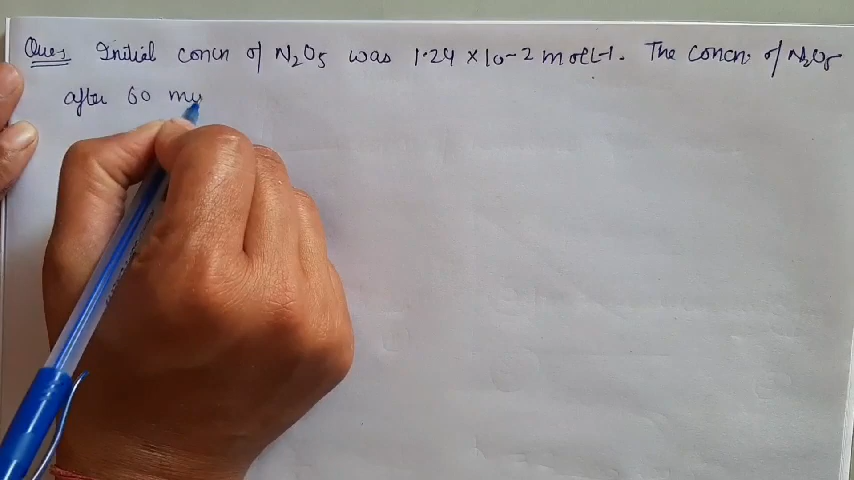 Ques, Initial concn of N2O5 was 1.24 × 10-2 mol L-1. The concn. of N2O5
after 60